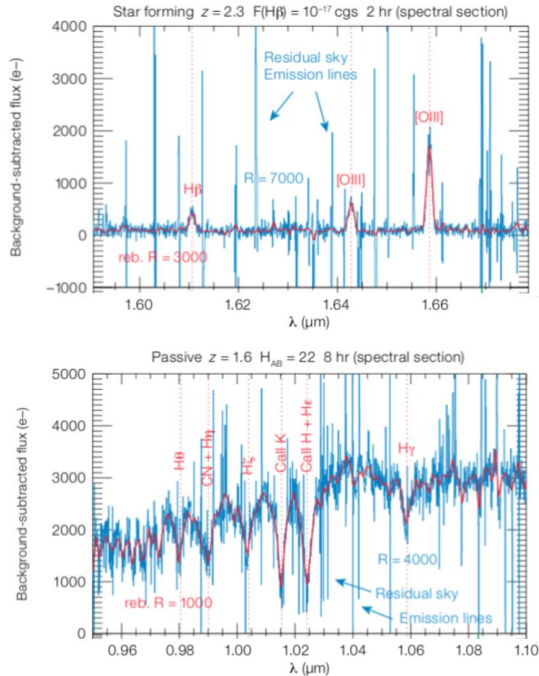 Star forming z = 2.3 F(Hβ) = 10⁻¹⁷ cgs 2 hr (spectral section)
4000
3000
2000
1000
0
−1000
Background-subtracted flux (e−)
Residual sky
Emission lines
[OIII]
[OIII]
Hβ
R = 7000
reb. R = 3000
1.60
1.62
1.64
1.66
λ (μm)
Passive z = 1.6 H_AB = 22 8 hr (spectral section)
5000
4000
3000
2000
1000
0
Background-subtracted flux (e−)
Hθ
CN + Hη
Hζ
CaII K
CaII H + Hε
Hγ
R = 4000
reb. R = 1000
Residual sky
Emission lines
0.96
0.98
1.00
1.02
1.04
1.06
1.08
1.10
λ (μm)